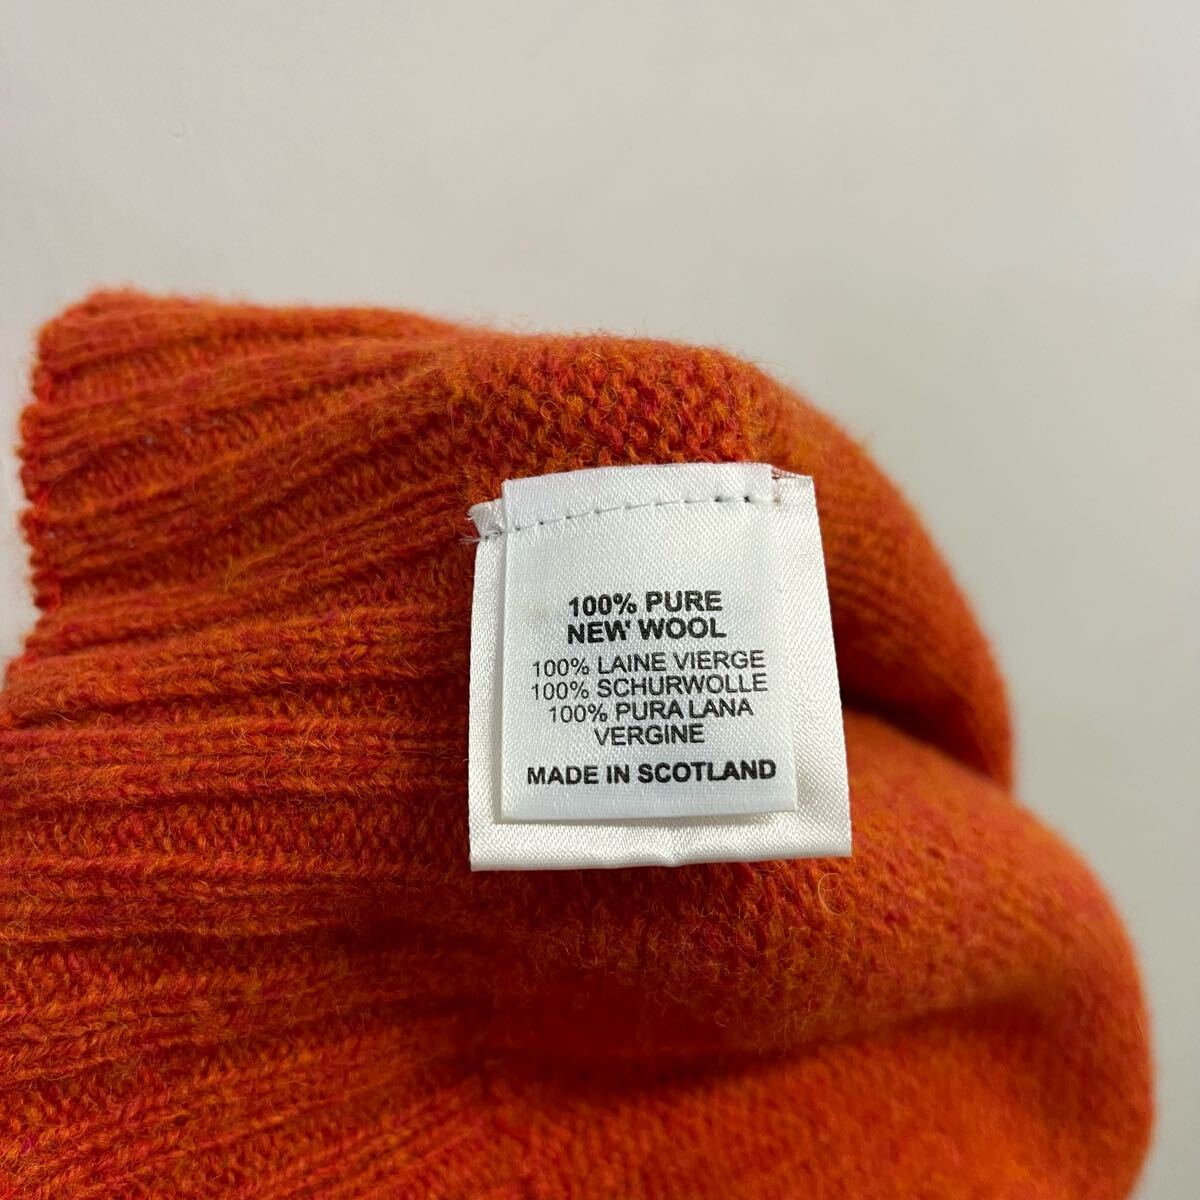 100% PURE
NEW WOOL
100% LAINE VIERGE
100% SCHURWOLLE
100% PURA LANA
VERGINE
MADE IN SCOTLAND